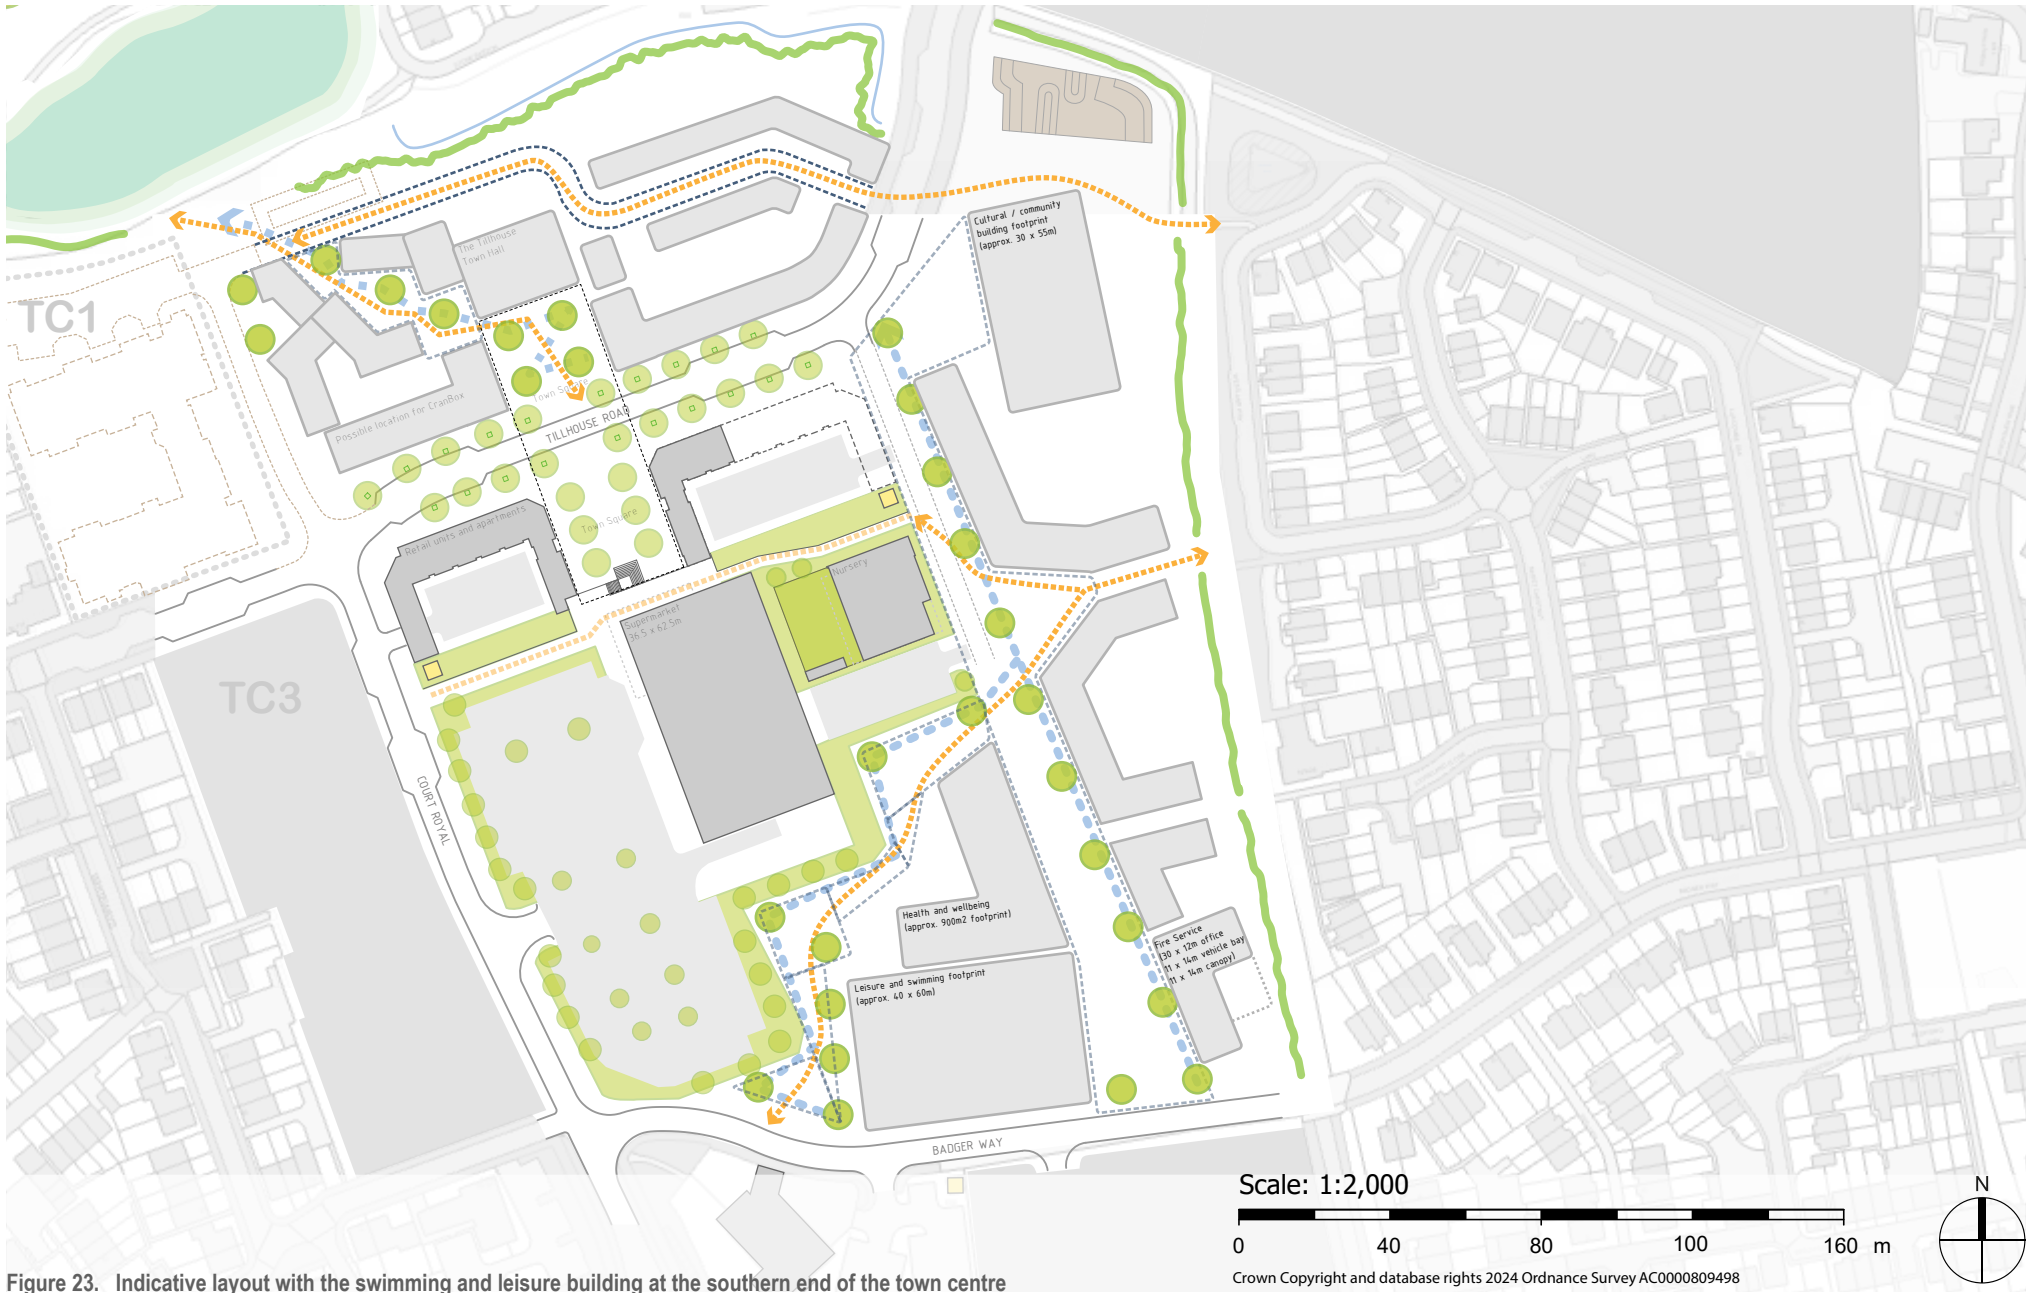 Cultural / community
building footprint
(approx. 30 x 55m)
The Tillhouse
Town Hall
TC1
Town Square
Possible location for CranBox
TILLHOUSE ROAD
Retail units and apartments
Town Square
Nursery
Supermarket
36.5 x 62.5m
TC3
COURT ROYAL
Health and wellbeing
(approx. 900m2 footprint)
Fire Service
(30 x 12m office
11 x 14m vehicle bay
11 x 14m canopy)
Leisure and swimming footprint
(approx. 40 x 60m)
BADGER WAY
Scale: 1:2,000
N
0 40 80 100 160 m
Crown Copyright and database rights 2024 Ordnance Survey AC0000809498
Figure 23. Indicative layout with the swimming and leisure building at the southern end of the town centre